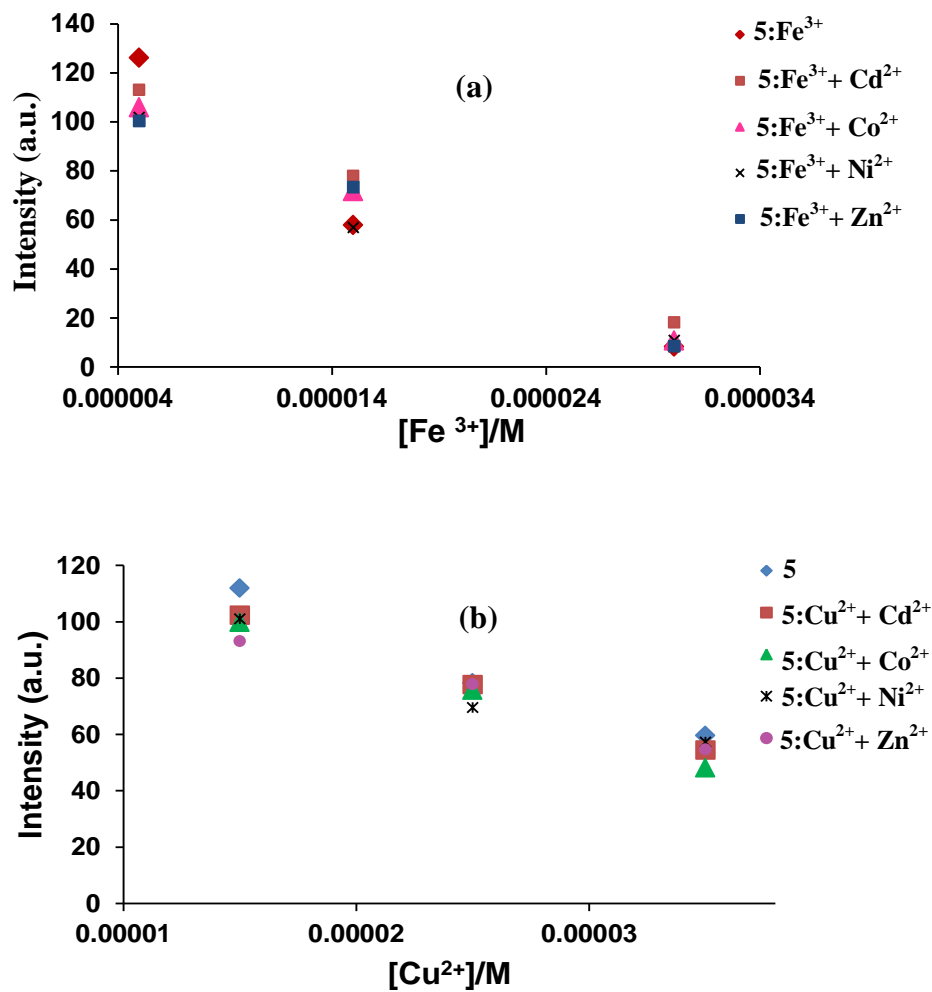 (a)
Intensity (a.u.)
140
120
100
80
60
40
20
0
0.000004 0.000014 0.000024 0.000034
[Fe ³⁺]/M
5:Fe³⁺
5:Fe³⁺+ Cd²⁺
5:Fe³⁺+ Co²⁺
5:Fe³⁺+ Ni²⁺
5:Fe³⁺+ Zn²⁺
(b)
Intensity (a.u.)
120
100
80
60
40
20
0
0.00001 0.00002 0.00003
[Cu²⁺]/M
5
5:Cu²⁺+ Cd²⁺
5:Cu²⁺+ Co²⁺
5:Cu²⁺+ Ni²⁺
5:Cu²⁺+ Zn²⁺